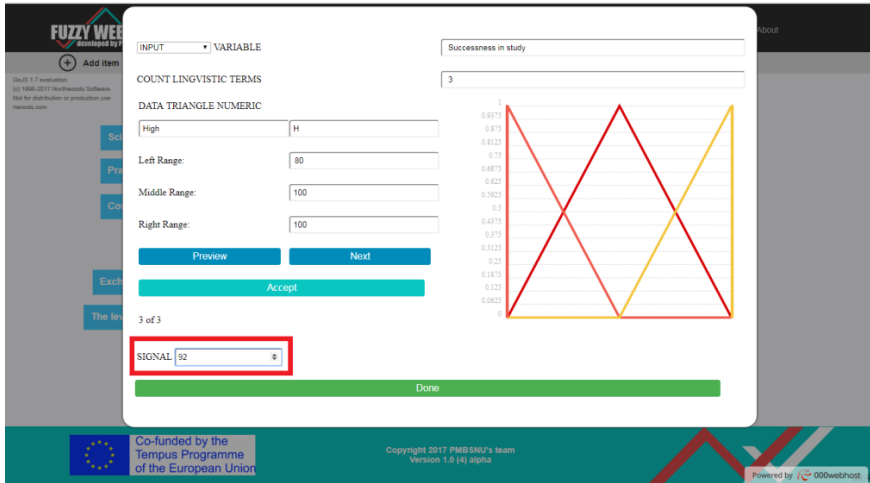 FUZZY WEB
developed by
About
Add item
GoJS 1.7 evaluation
(c) 1998-2017 Northwoods Software
Not for distribution or production use
nwoods.com
INPUT VARIABLE
Successness in study
COUNT LINGVISTIC TERMS
3
DATA TRIANGLE NUMERIC
High
H
Left Range:
80
Middle Range:
100
Right Range:
100
Preview
Next
Accept
3 of 3
SIGNAL 92
Done
1
0.9375
0.875
0.8125
0.75
0.6875
0.625
0.5625
0.5
0.4375
0.375
0.3125
0.25
0.1875
0.125
0.0625
0
The
Co-funded by the
Tempus Programme
of the European Union
Copyright 2017 PMBSNU's team
Version 1.0 (4) alpha
Powered by 000webhost